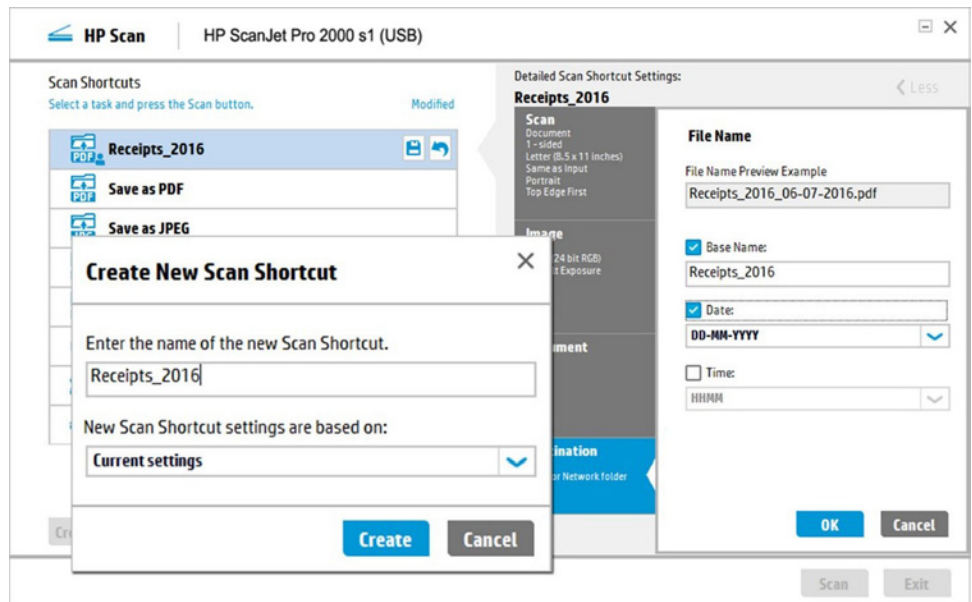 HP Scan
HP ScanJet Pro 2000 s1 (USB)
Scan Shortcuts
Select a task and press the Scan button.
Modified
Receipts_2016
Save as PDF
Save as JPEG
Create New Scan Shortcut
Enter the name of the new Scan Shortcut.
Receipts_2016
New Scan Shortcut settings are based on:
Current settings
Create
Cancel
Detailed Scan Shortcut Settings:
Receipts_2016
Less
Scan
Document
1-sided
Letter (8.5 x 11 inches)
Same as Input
Portrait
Top Edge First
Image
24 bit RGB)
Exposure
or Network folder
File Name
File Name Preview Example
Receipts_2016_06-07-2016.pdf
Base Name:
Receipts_2016
Date:
DD-MM-YYYY
Time:
HHMM
OK
Cancel
Scan
Exit